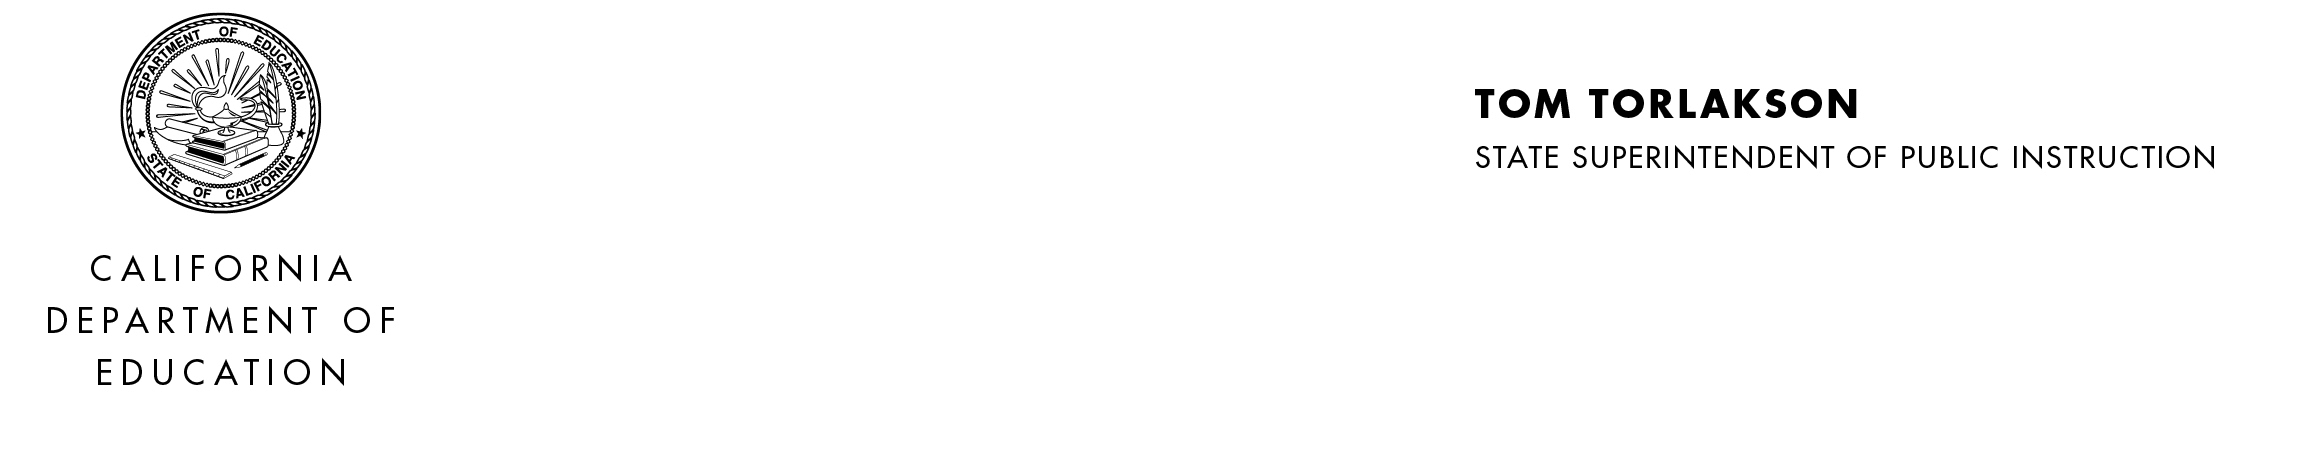 DEPARTMENT OF EDUCATION
STATE OF CALIFORNIA
CALIFORNIA
DEPARTMENT OF
EDUCATION
TOM TORLAKSON
STATE SUPERINTENDENT OF PUBLIC INSTRUCTION